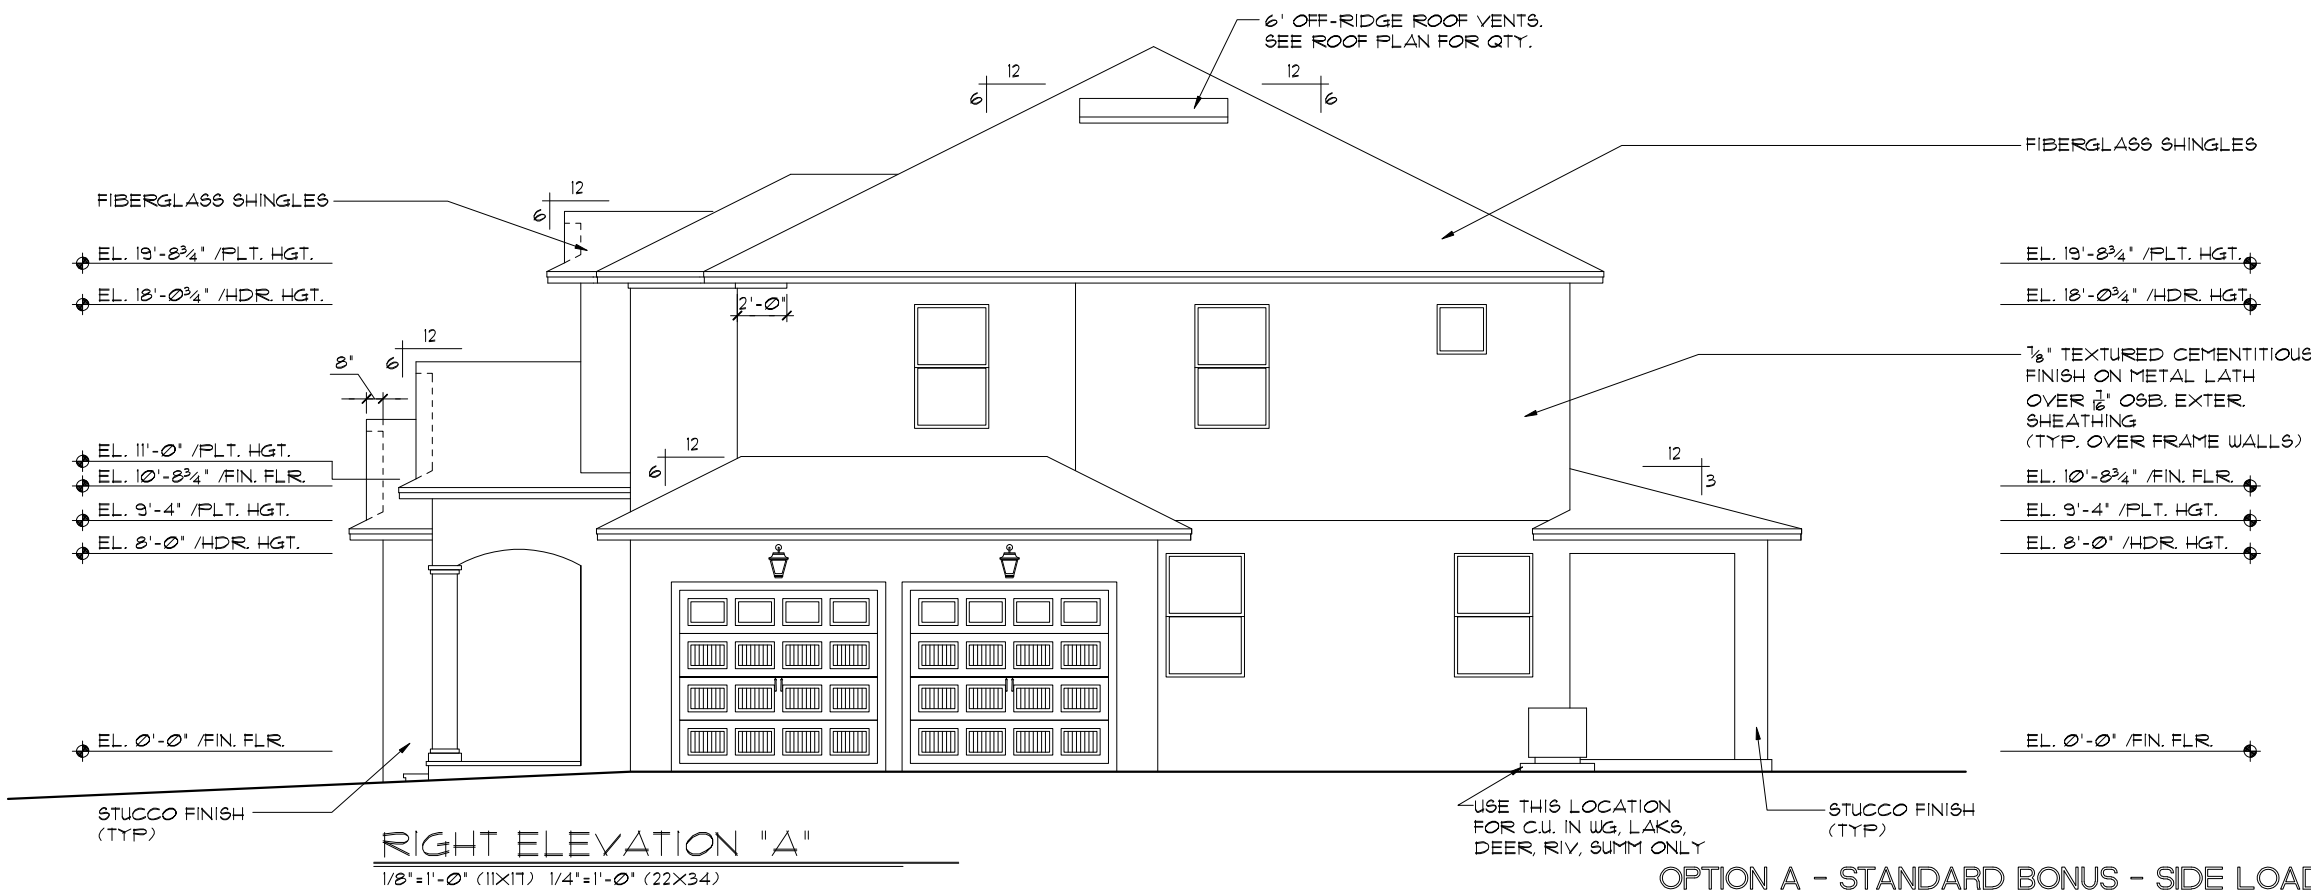 6' OFF-RIDGE ROOF VENTS.
SEE ROOF PLAN FOR QTY.
12
6
12
6
FIBERGLASS SHINGLES
FIBERGLASS SHINGLES
12
6
EL. 19'-8¾" /PLT. HGT.
EL. 18'-0¾" /HDR. HGT.
EL. 19'-8¾" /PLT. HGT.
EL. 18'-0¾" /HDR. HGT.
2'-0"
12
6
8"
⅞" TEXTURED CEMENTITIOUS
FINISH ON METAL LATH
OVER 7/16" OSB. EXTER.
SHEATHING
(TYP. OVER FRAME WALLS)
12
6
12
3
EL. 11'-0" /PLT. HGT.
EL. 10'-8¾" /FIN. FLR.
EL. 9'-4" /PLT. HGT.
EL. 8'-0" /HDR. HGT.
EL. 10'-8¾" /FIN. FLR.
EL. 9'-4" /PLT. HGT.
EL. 8'-0" /HDR. HGT.
EL. 0'-0" /FIN. FLR.
EL. 0'-0" /FIN. FLR.
STUCCO FINISH
(TYP)
USE THIS LOCATION
FOR C.U. IN WG, LAKS,
DEER, RIV, SUMM ONLY
STUCCO FINISH
(TYP)
RIGHT ELEVATION "A"
1/8"=1'-0" (11X17) 1/4"=1'-0" (22X34)
OPTION A - STANDARD BONUS - SIDE LOAD